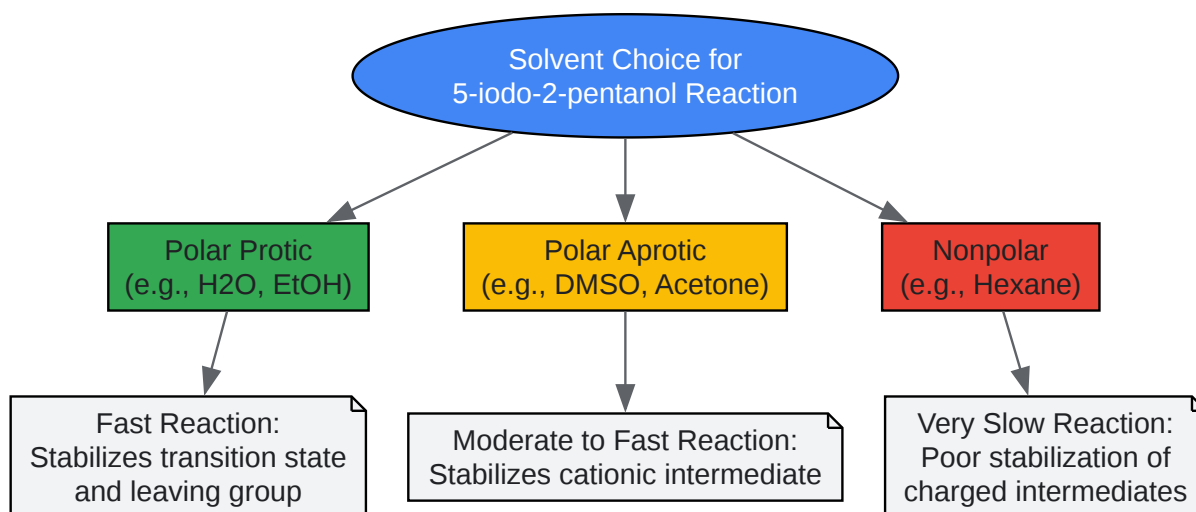 Solvent Choice for
5-iodo-2-pentanol Reaction
Polar Protic
(e.g., H2O, EtOH)
Polar Aprotic
(e.g., DMSO, Acetone)
Nonpolar
(e.g., Hexane)
Fast Reaction:
Stabilizes transition state
and leaving group
Moderate to Fast Reaction:
Stabilizes cationic intermediate
Very Slow Reaction:
Poor stabilization of
charged intermediates